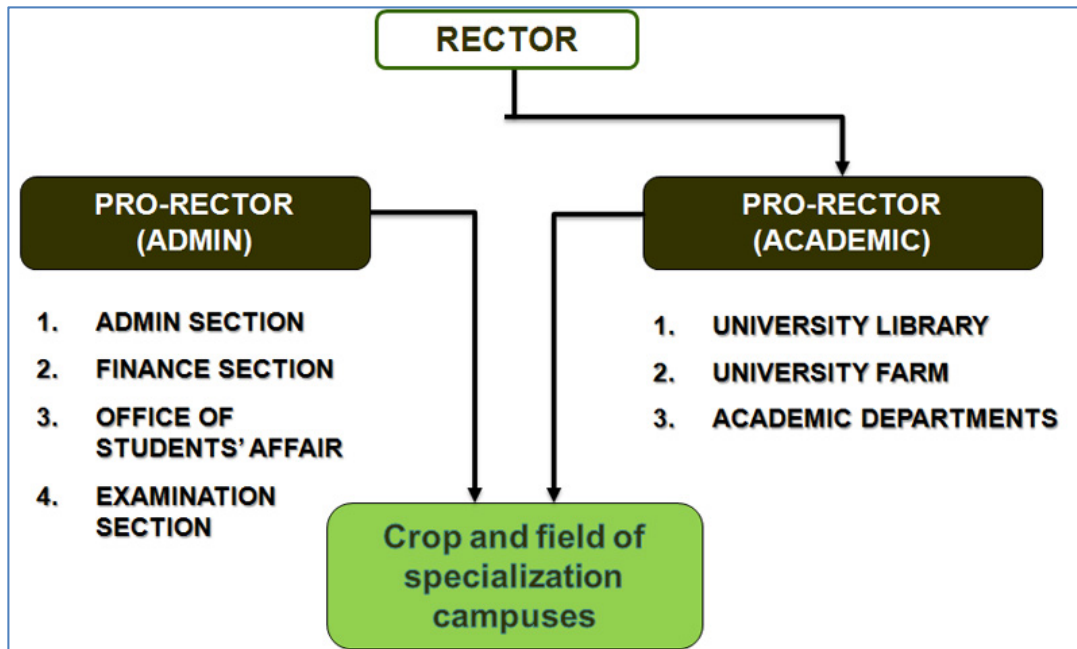 RECTOR
PRO-RECTOR
(ADMIN)
1. ADMIN SECTION
2. FINANCE SECTION
3. OFFICE OF
STUDENTS’ AFFAIR
4. EXAMINATION
SECTION
PRO-RECTOR
(ACADEMIC)
1. UNIVERSITY LIBRARY
2. UNIVERSITY FARM
3. ACADEMIC DEPARTMENTS
Crop and field of
specialization
campuses